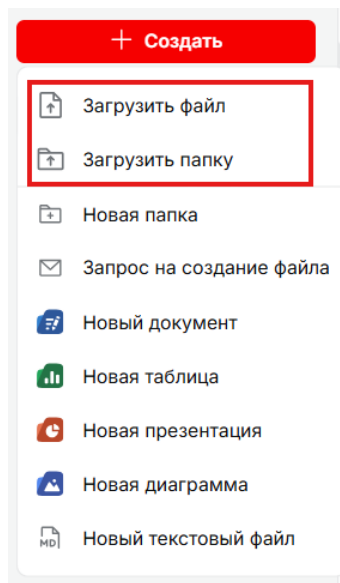 + Создать
Загрузить файл
Загрузить папку
Новая папка
Запрос на создание файла
Новый документ
Новая таблица
Новая презентация
Новая диаграмма
MD Новый текстовый файл